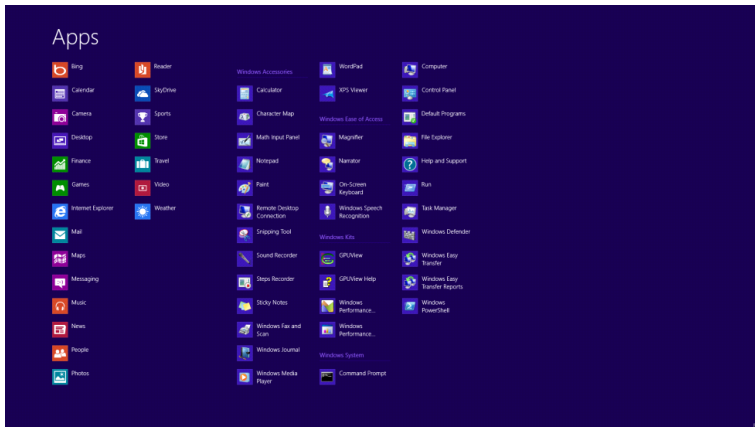 Apps
Bing
Calendar
Camera
Desktop
Finance
Games
Internet Explorer
Mail
Maps
Messaging
Music
News
People
Photos
Reader
SkyDrive
Sports
Store
Travel
Video
Weather
Windows Accessories
Calculator
Character Map
Math Input Panel
Notepad
Paint
Remote Desktop
Connection
Snipping Tool
Sound Recorder
Steps Recorder
Sticky Notes
Windows Fax and
Scan
Windows Journal
Windows Media
Player
WordPad
XPS Viewer
Windows Ease of Access
Magnifier
Narrator
On-Screen
Keyboard
Windows Speech
Recognition
Windows Kits
GPUView
GPUView Help
Windows
Performance...
Windows
Performance...
Windows System
Command Prompt
Computer
Control Panel
Default Programs
File Explorer
Help and Support
Run
Task Manager
Windows Defender
Windows Easy
Transfer
Windows Easy
Transfer Reports
Windows
PowerShell